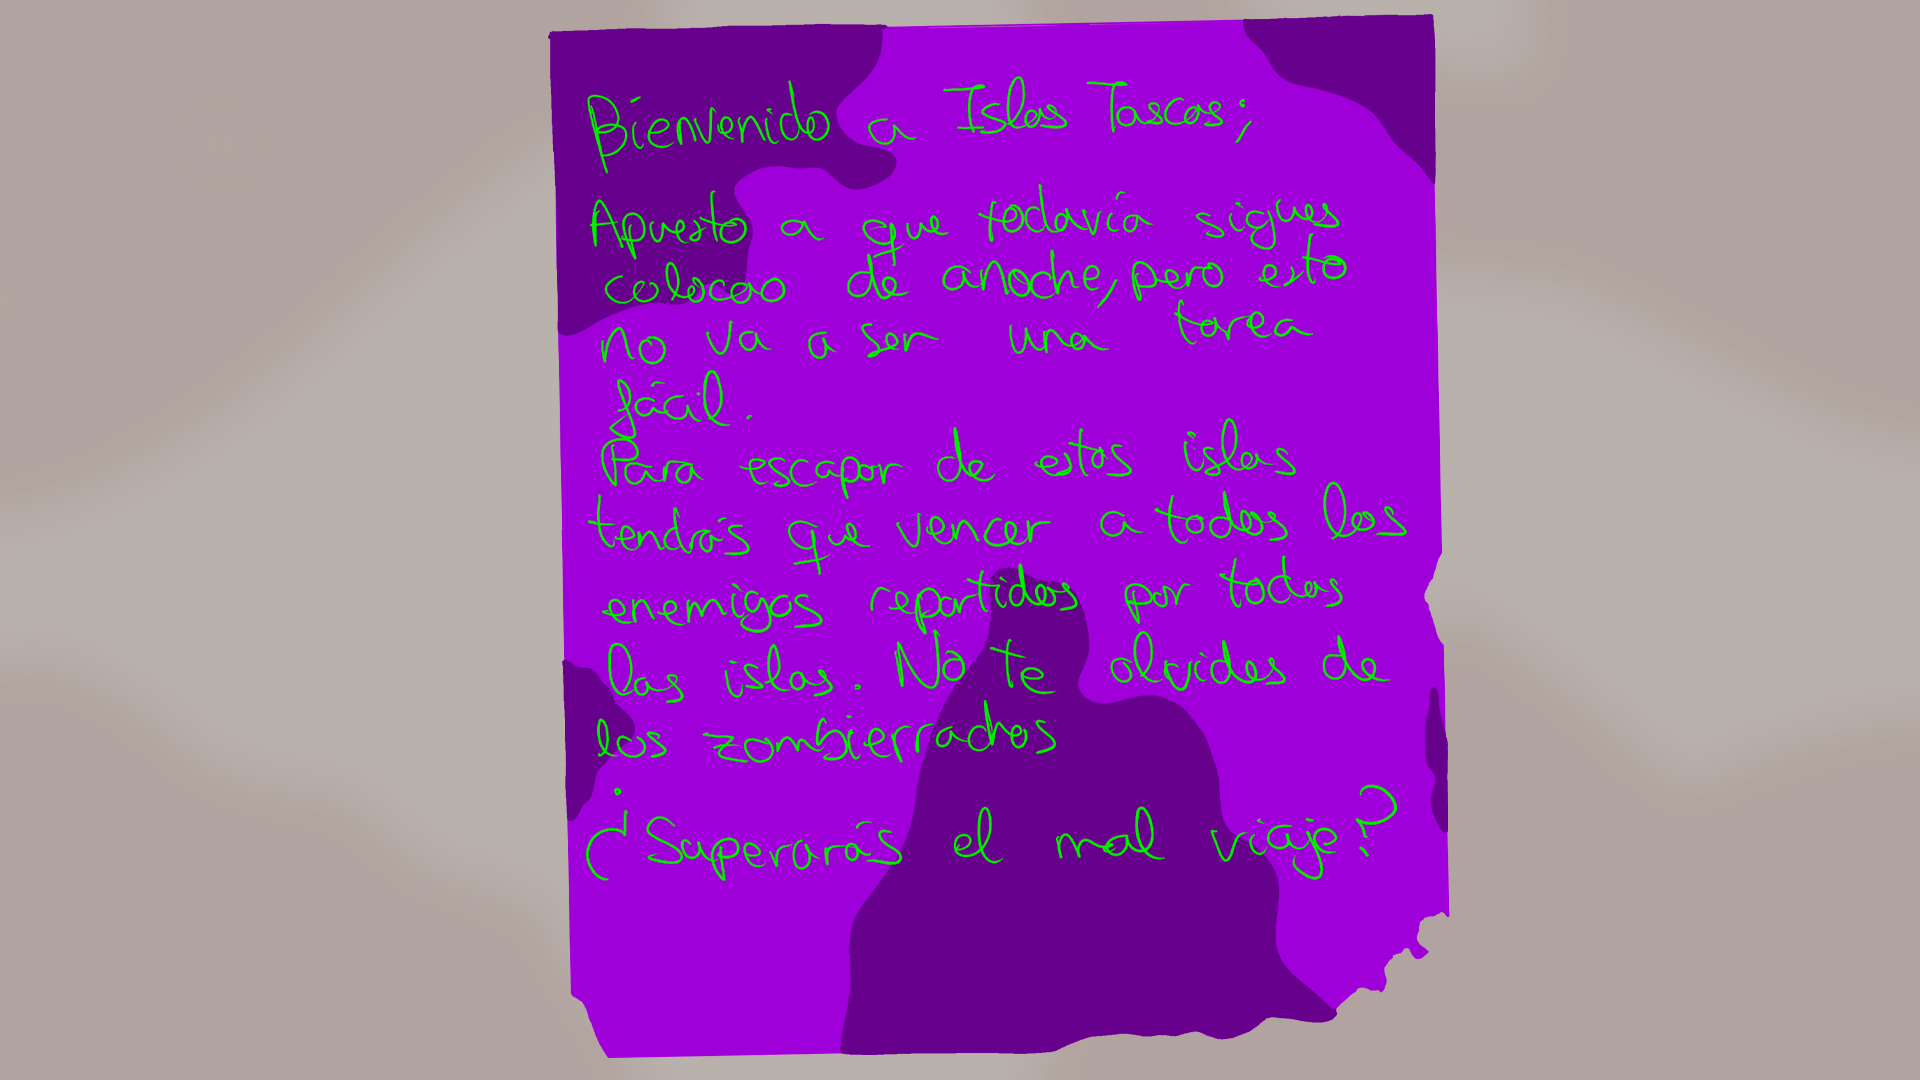 Bienvenido a Islas Tascas;
Apuesto a que todavía sigues
colocao de anoche, pero esto
no va a ser una tarea
fácil.
Para escapar de estas islas
tendrás que vencer a todos los
enemigos repartidos por todas
las islas. No te olvides de
los zombierrachos
¿Superarás el mal viaje?